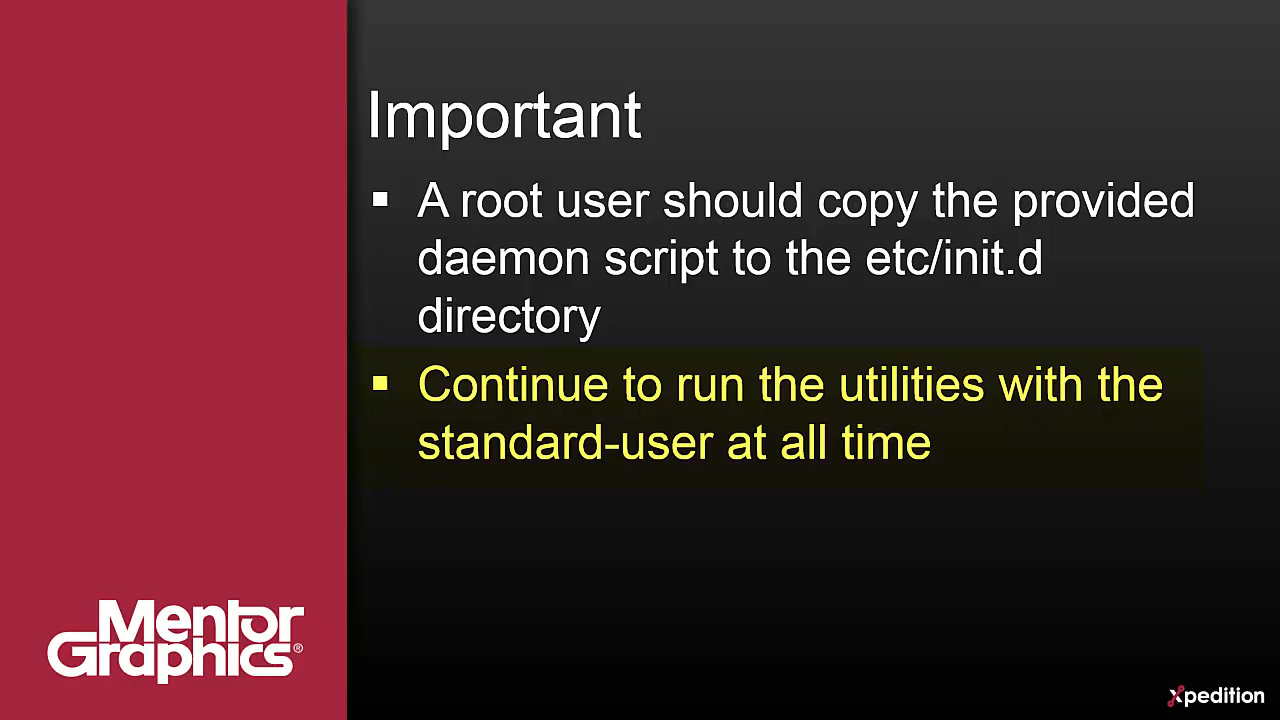 Important
▪ A root user should copy the provided
daemon script to the etc/init.d
directory
▪ Continue to run the utilities with the
standard-user at all time
Mentor
Graphics®
Xpedition